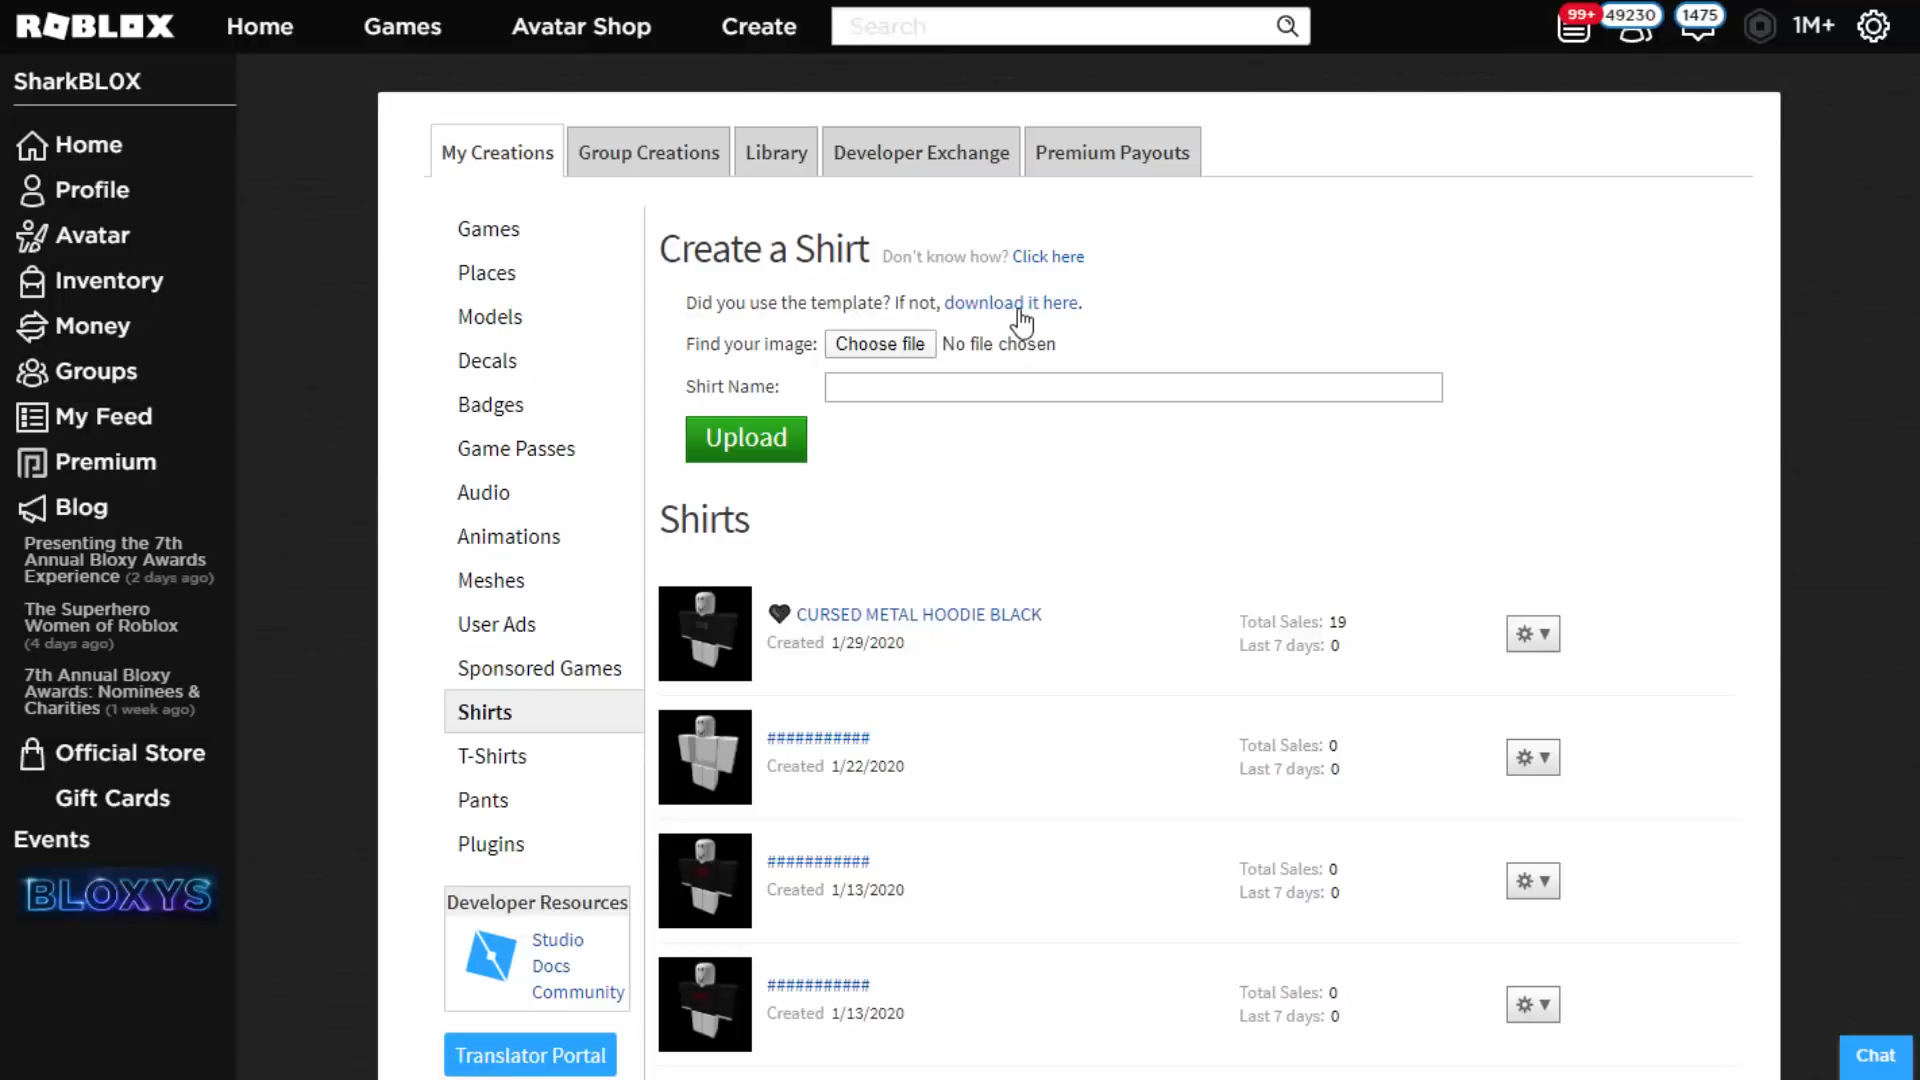 ROBLOX Home Games Avatar Shop Create Search 99+ 49230 1475 1M+
SharkBLOX
Home
Profile
Avatar
Inventory
Money
Groups
My Feed
Premium
Blog
Presenting the 7th
Annual Bloxy Awards
Experience (2 days ago)
The Superhero
Women of Roblox
(4 days ago)
7th Annual Bloxy
Awards: Nominees &
Charities (1 week ago)
Official Store
Gift Cards
Events
BLOXYS
My Creations Group Creations Library Developer Exchange Premium Payouts
Games
Places
Models
Decals
Badges
Game Passes
Audio
Animations
Meshes
User Ads
Sponsored Games
Shirts
T-Shirts
Pants
Plugins
Developer Resources
Studio
Docs
Community
Translator Portal
Create a Shirt Don't know how? Click here
Did you use the template? If not, download it here.
Find your image: Choose file No file chosen
Shirt Name:
Upload
Shirts
🖤 CURSED METAL HOODIE BLACK
Created 1/29/2020
Total Sales: 19
Last 7 days: 0
###########
Created 1/22/2020
Total Sales: 0
Last 7 days: 0
###########
Created 1/13/2020
Total Sales: 0
Last 7 days: 0
###########
Created 1/13/2020
Total Sales: 0
Last 7 days: 0
Chat